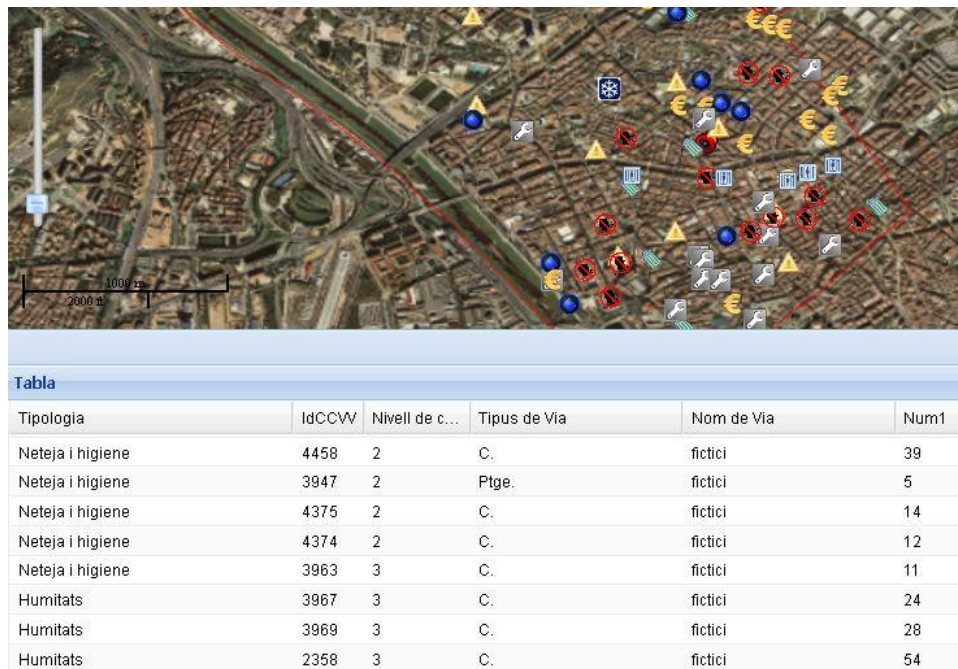 1000 m
2000 ft
Tabla
Tipologia IdCCVV Nivell de c... Tipus de Via Nom de Via Num1
Neteja i higiene 4458 2 C. fictici 39
Neteja i higiene 3947 2 Ptge. fictici 5
Neteja i higiene 4375 2 C. fictici 14
Neteja i higiene 4374 2 C. fictici 12
Neteja i higiene 3963 3 C. fictici 11
Humitats 3967 3 C. fictici 24
Humitats 3969 3 C. fictici 28
Humitats 2358 3 C. fictici 54